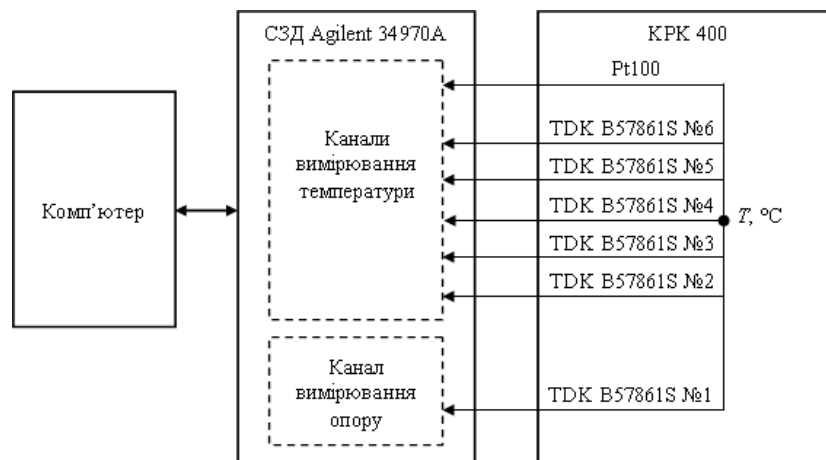 СЗД Agilent 34970A
КРК 400
Pt100
TDK B57861S №6
Канали
вимірювання
температури
TDK B57861S №5
TDK B57861S №4
Комп’ютер
T, °C
TDK B57861S №3
TDK B57861S №2
Канал
вимірювання
опору
TDK B57861S №1